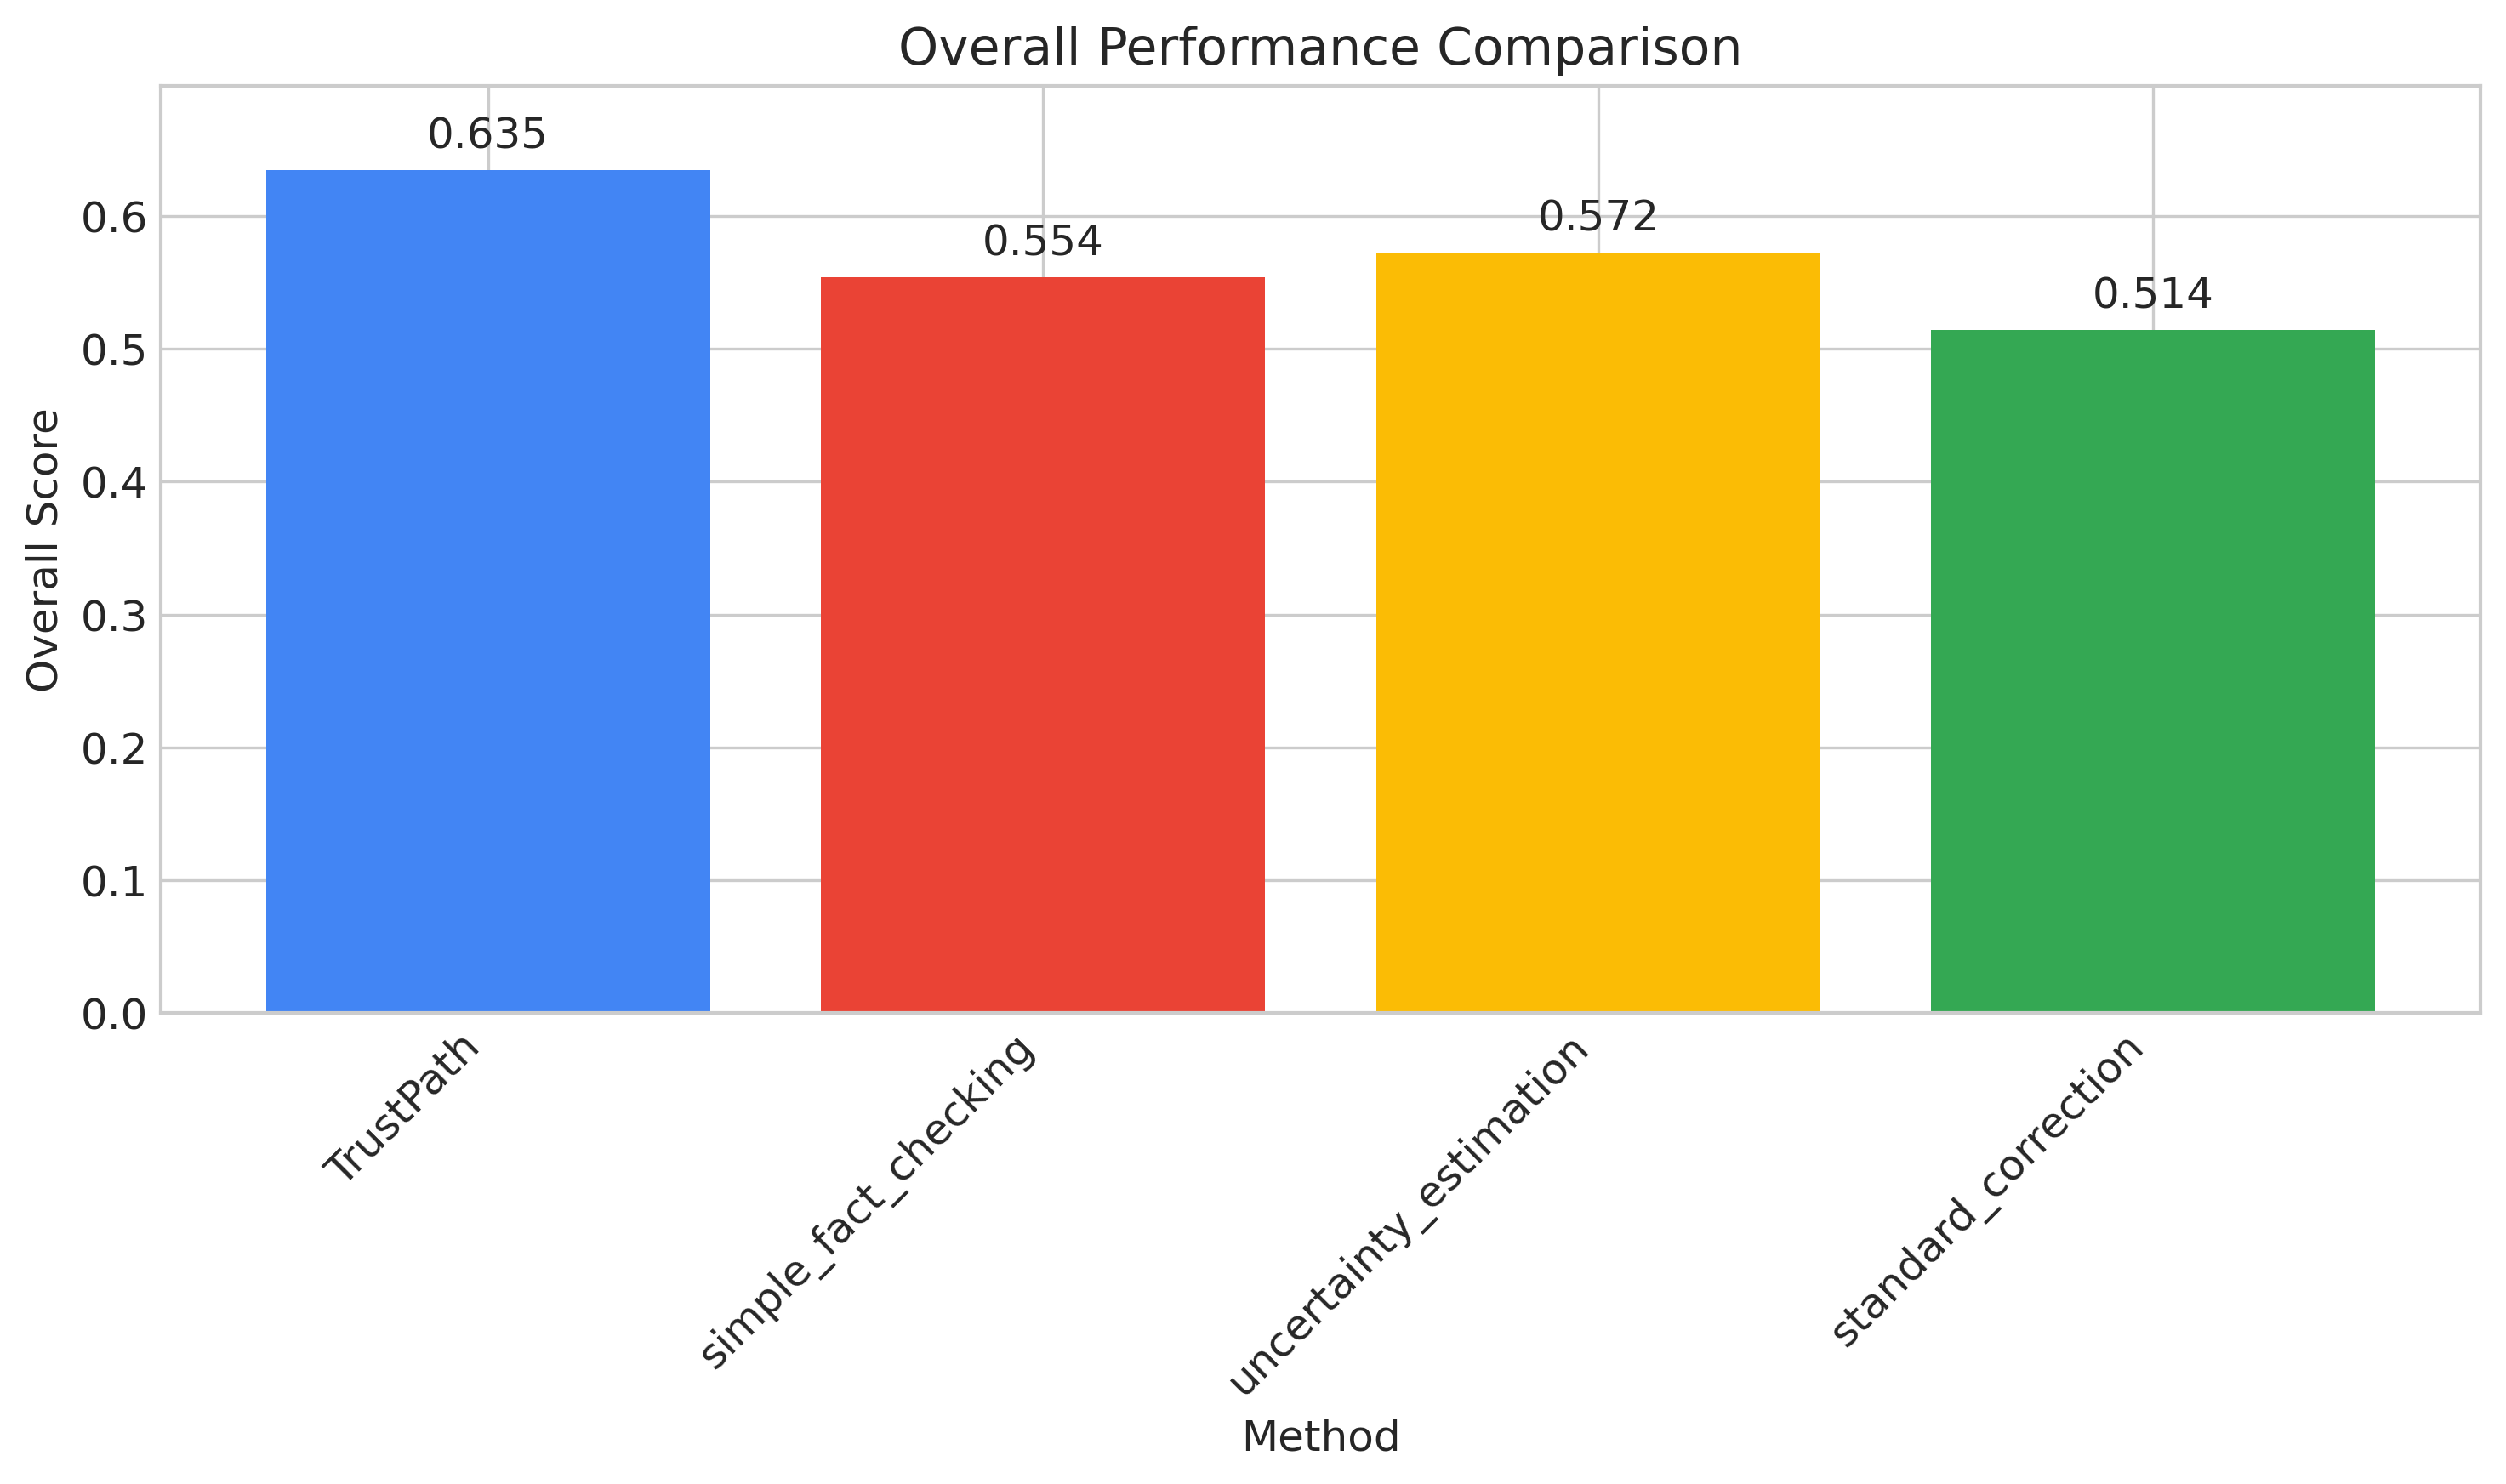 Overall Performance Comparison
Overall Score
0.6
0.5
0.4
0.3
0.2
0.1
0.0
0.635
0.554
0.572
0.514
TrustPath
simple_fact_checking
uncertainty_estimation
standard_correction
Method